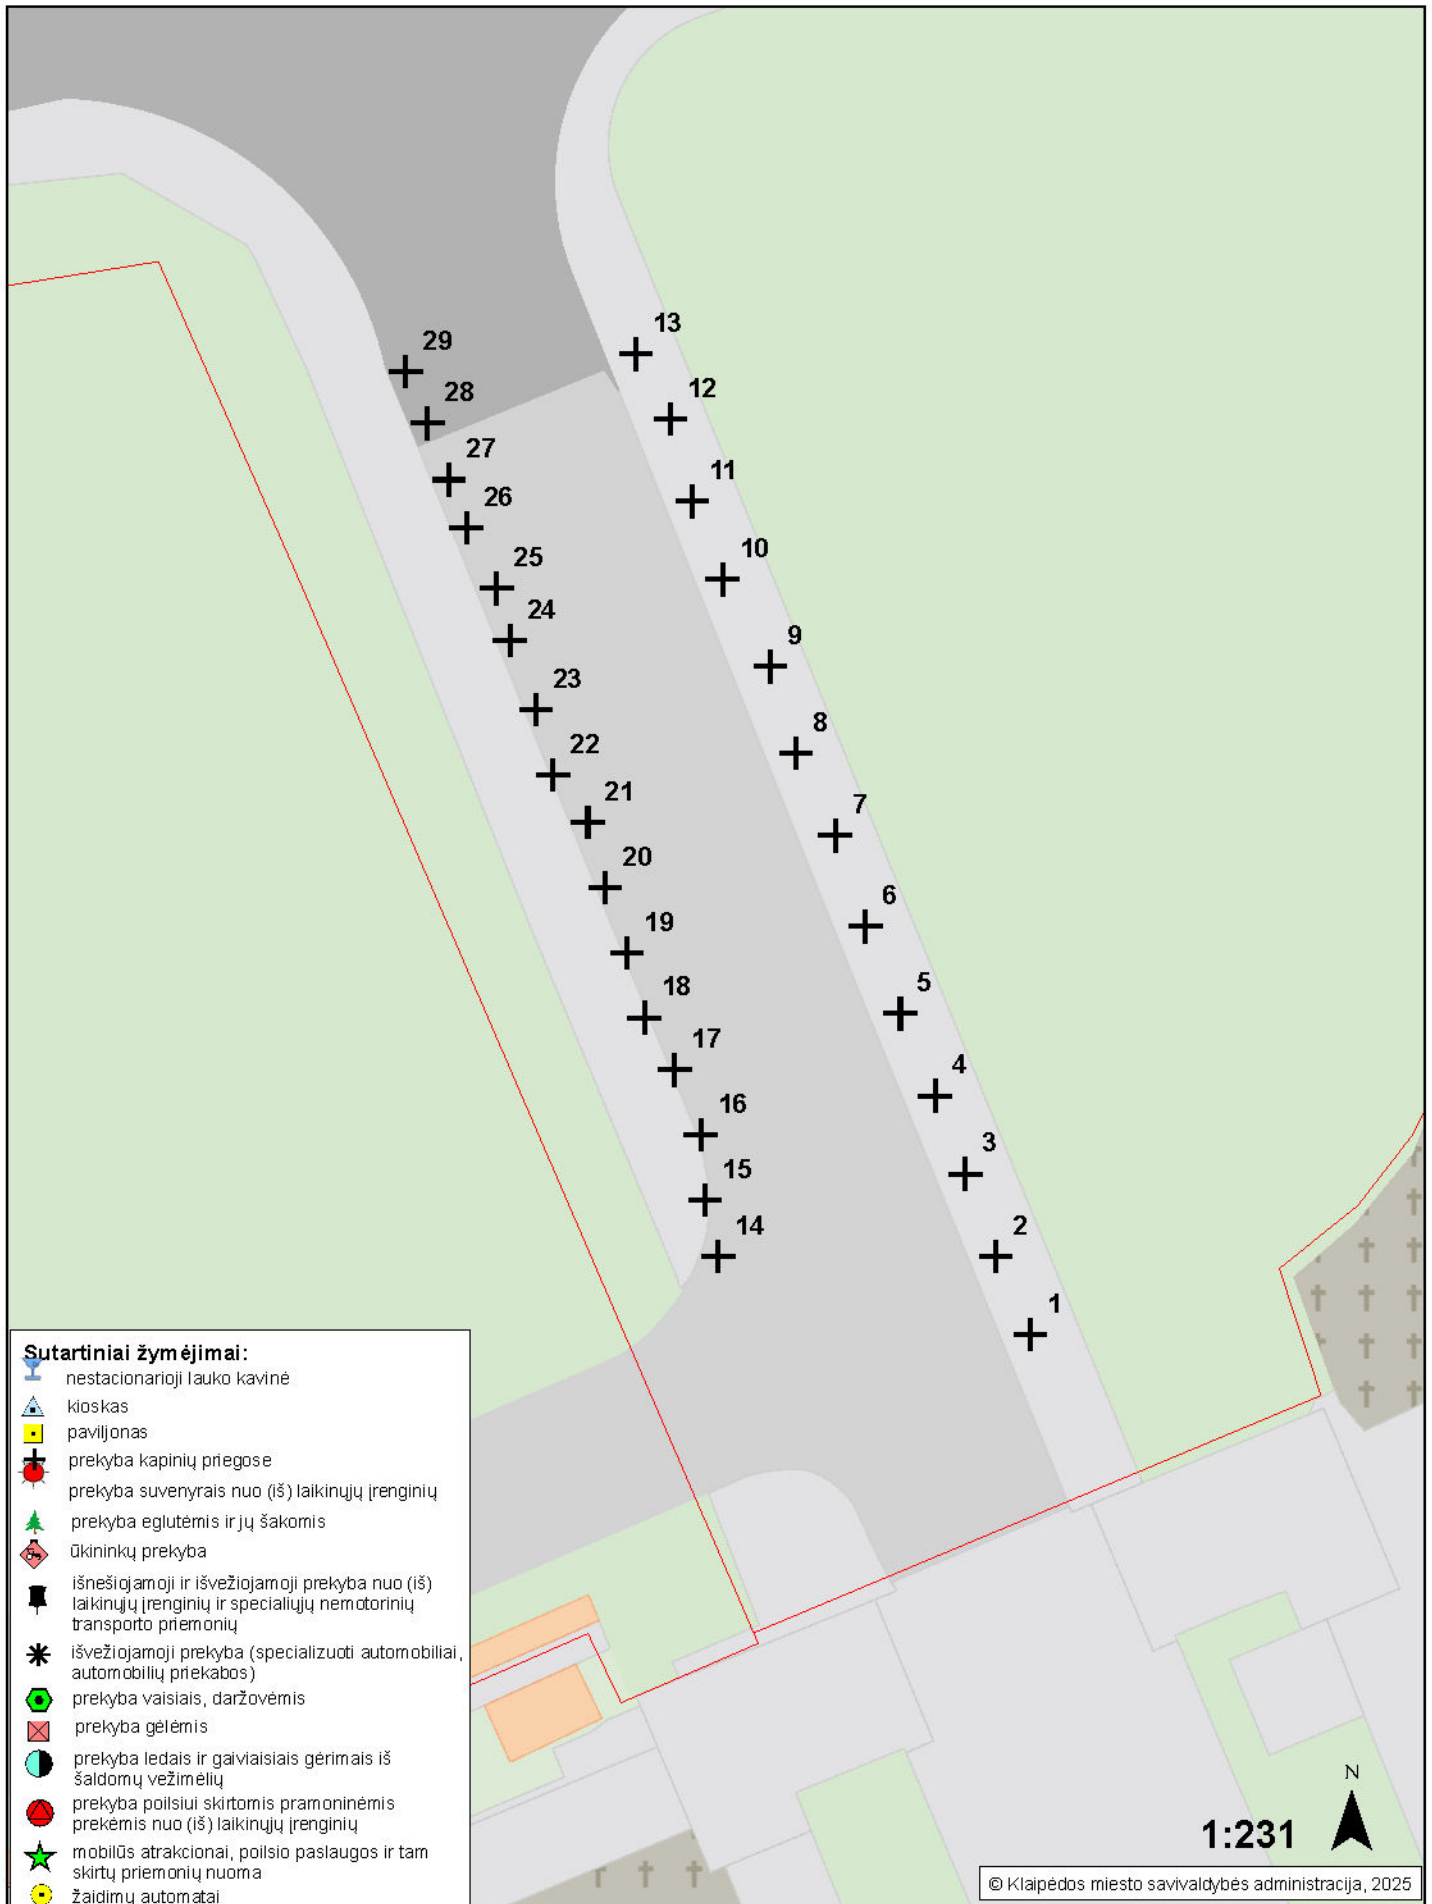 13
29
12
28
27
11
26
10
25
24
9
23
8
22
21
7
20
6
19
18
5
17
4
16
3
15
14
2
1
Sutartiniai žymėjimai:
nestacionarioji lauko kavinė
kioskas
paviljonas
prekyba kapinių priegose
prekyba suvenyrais nuo (iš) laikinųjų įrenginių
prekyba eglutėmis ir jų šakomis
ūkininkų prekyba
išnešiojamoji ir išvežiojamoji prekyba nuo (iš)
laikinųjų įrenginių ir specialiųjų nemotorinių
transporto priemonių
išvežiojamoji prekyba (specializuoti automobiliai,
automobilių priekabos)
prekyba vaisiais, daržovėmis
prekyba gėlėmis
prekyba ledais ir gaiviaisiais gėrimais iš
šaldomų vežimėlių
prekyba poilsiui skirtomis pramoninėmis
prekėmis nuo (iš) laikinųjų įrenginių
mobilūs atrakcionai, poilsio paslaugos ir tam
skirtų priemonių nuoma
žaidimų automatai
N
1:231
© Klaipėdos miesto savivaldybės administracija, 2025